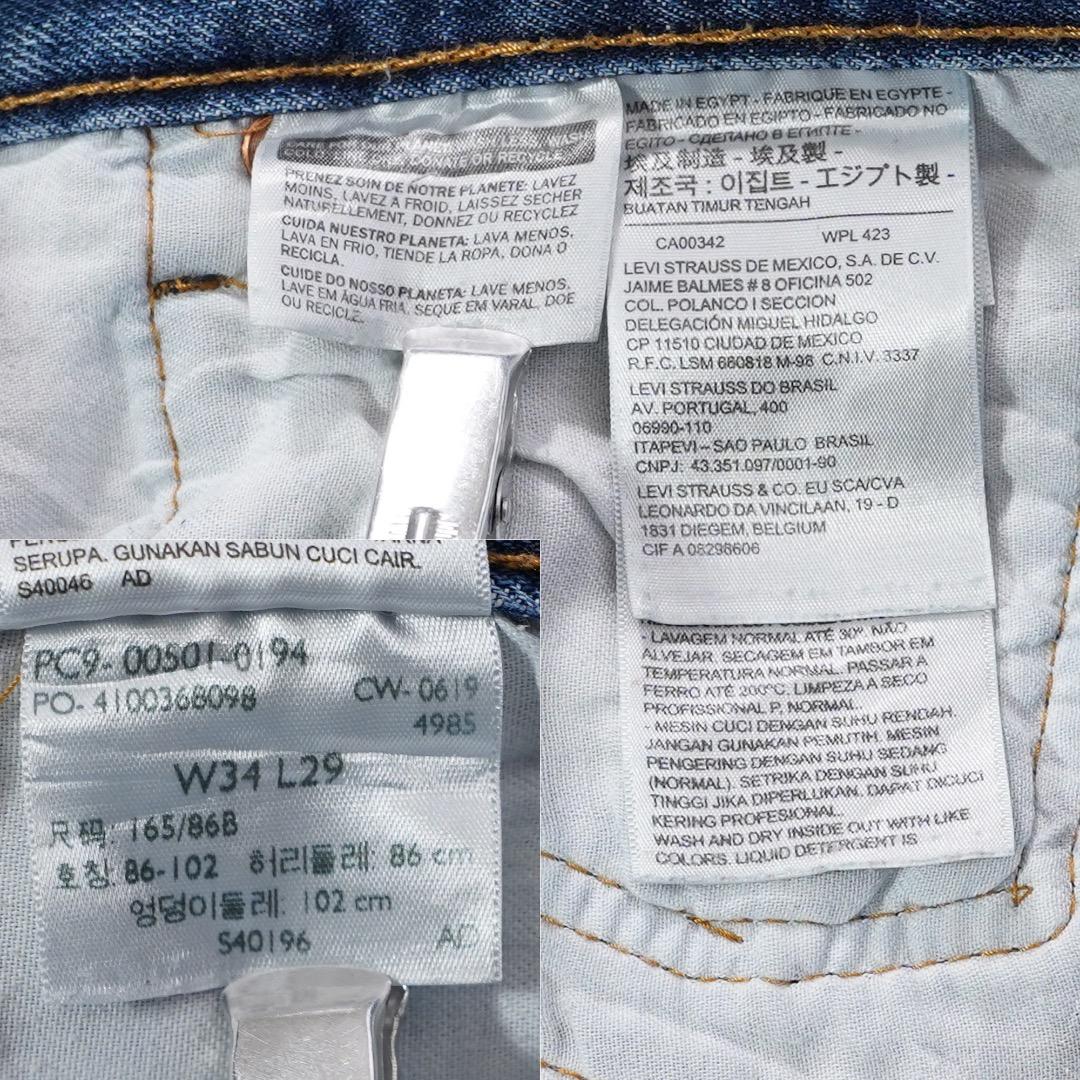 PRENEZ SOIN DE NOTRE PLANETE: LAVEZ
MOINS, LAVEZ A FROID, LAISSEZ SECHER
NATURELLEMENT, DONNEZ OU RECYCLEZ
CUIDA NUESTRO PLANETA: LAVA MENOS,
LAVA EN FRIO, TIENDE LA ROPA, DONA O
RECICLA.
CUIDE DO NOSSO PLANETA: LAVE MENOS,
LAVE EM ÁGUA FRIA, SEQUE EM VARAL, DOE
OU RECICLE.
MADE IN EGYPT - FABRIQUE EN EGYPTE -
FABRICADO EN EGIPTO - FABRICADO NO
EGITO - СДЕЛАНО В ЕГИПТЕ -
埃及制造 - 埃及製 -
제조국 : 이집트 - エジプト製 -
BUATAN TIMUR TENGAH
CA00342 WPL 423
LEVI STRAUSS DE MEXICO, S.A. DE C.V.
JAIME BALMES # 8 OFICINA 502
COL. POLANCO I SECCION
DELEGACIÓN MIGUEL HIDALGO
CP 11510 CIUDAD DE MEXICO
R.F.C. LSM 660818 M-96 C.N.I.V. 3337
LEVI STRAUSS DO BRASIL
AV. PORTUGAL, 400
06990-110
ITAPEVI – SAO PAULO BRASIL
CNPJ: 43.351.097/0001-90
LEVI STRAUSS & CO. EU SCA/CVA
LEONARDO DA VINCILAAN, 19 - D
1831 DIEGEM, BELGIUM
CIF A 08298606
- LAVAGEM NORMAL ATÉ 30º. NÃO
ALVEJAR. SECAGEM EM TAMBOR EM
TEMPERATURA NORMAL. PASSAR A
FERRO ATÉ 200°C. LIMPEZA A SECO
PROFISSIONAL P. NORMAL.
- MESIN CUCI DENGAN SUHU RENDAH.
JANGAN GUNAKAN PEMUTIH. MESIN
PENGERING DENGAN SUHU SEDANG
(NORMAL). SETRIKA DENGAN SUHU
TINGGI JIKA DIPERLUKAN. DAPAT DICUCI
KERING PROFESIONAL.
WASH AND DRY INSIDE OUT WITH LIKE
COLORS. LIQUID DETERGENT IS
SERUPA. GUNAKAN SABUN CUCI CAIR.
S40046 AD
PC9-00501-0194
PO-4100368098 CW-0619
4985
W34 L29
尺码: 165/86B
호칭: 86-102 허리둘레: 86 cm
엉덩이둘레: 102 cm
S40196 AD